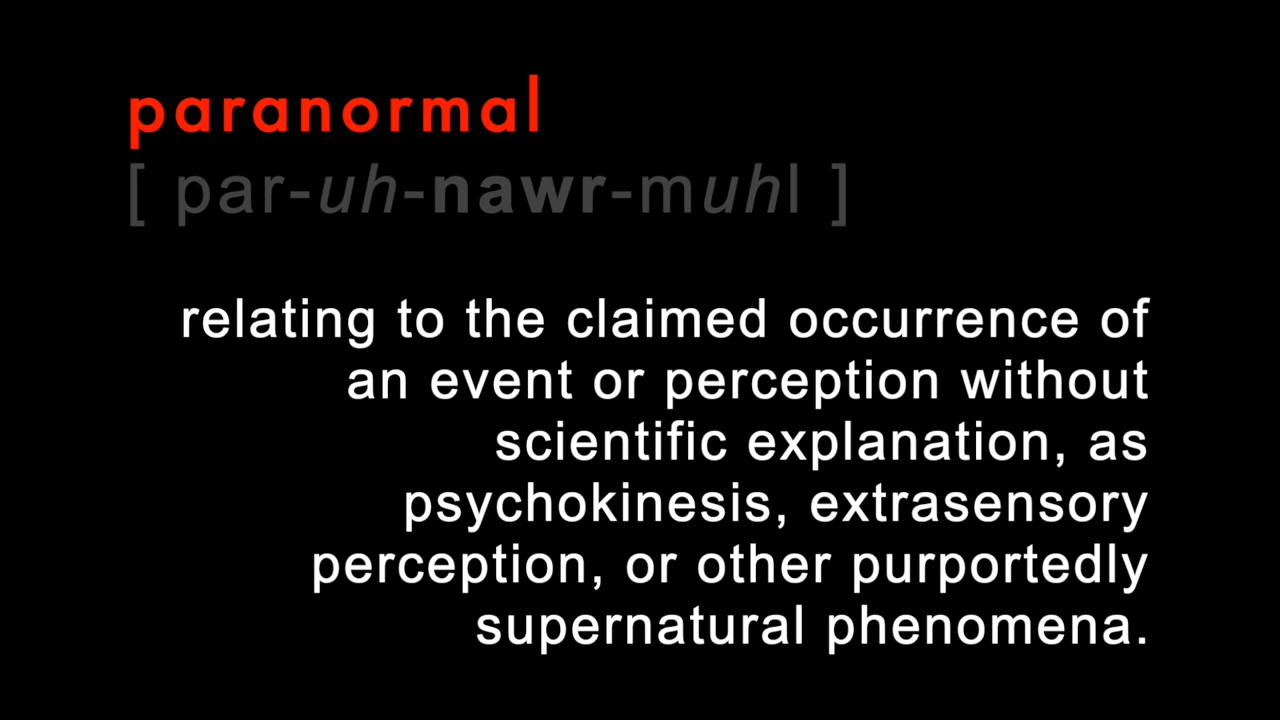 paranormal
[ par-uh-nawr-muhl ]
relating to the claimed occurrence of
an event or perception without
scientific explanation, as
psychokinesis, extrasensory
perception, or other purportedly
supernatural phenomena.